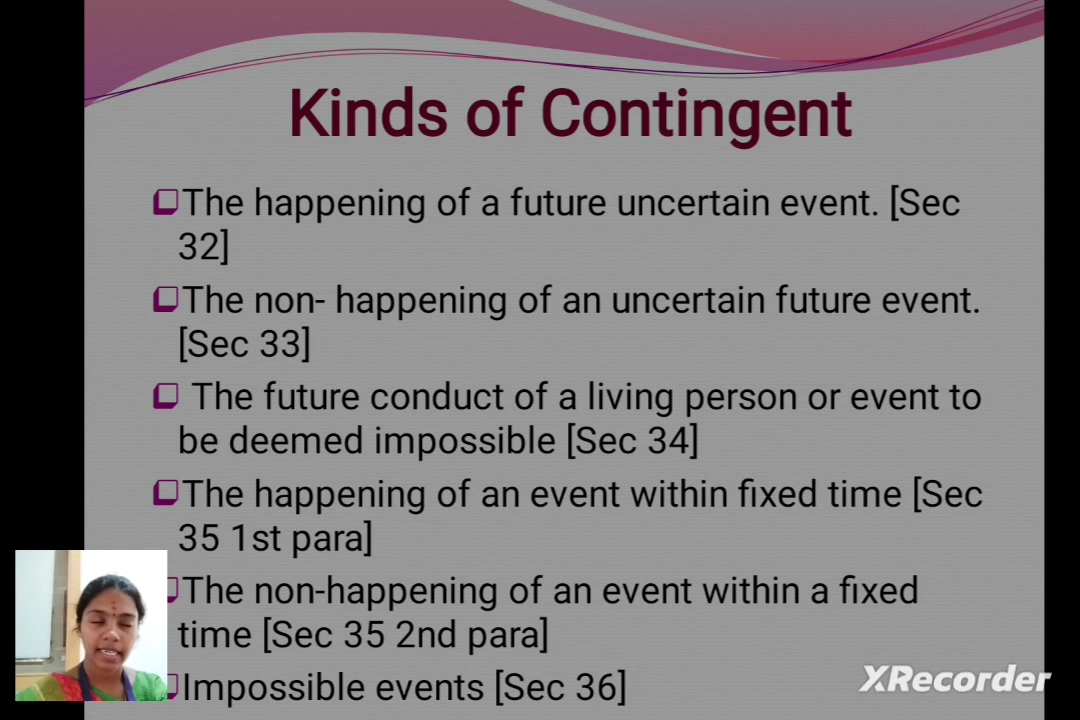 Kinds of Contingent
The happening of a future uncertain event. [Sec
32]
The non- happening of an uncertain future event.
[Sec 33]
The future conduct of a living person or event to
be deemed impossible [Sec 34]
The happening of an event within fixed time [Sec
35 1st para]
The non-happening of an event within a fixed
time [Sec 35 2nd para]
Impossible events [Sec 36]
XRecorder